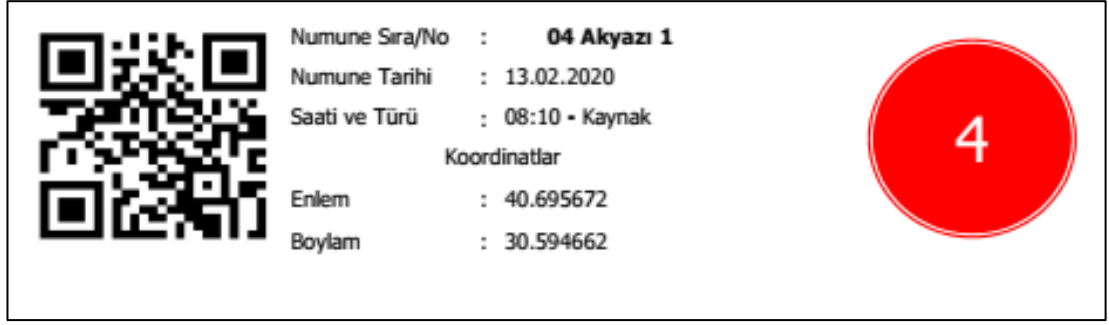 Numune Sıra/No : 04 Akyazı 1
Numune Tarihi : 13.02.2020
Saati ve Türü : 08:10 - Kaynak
Koordinatlar
Enlem : 40.695672
Boylam : 30.594662
4